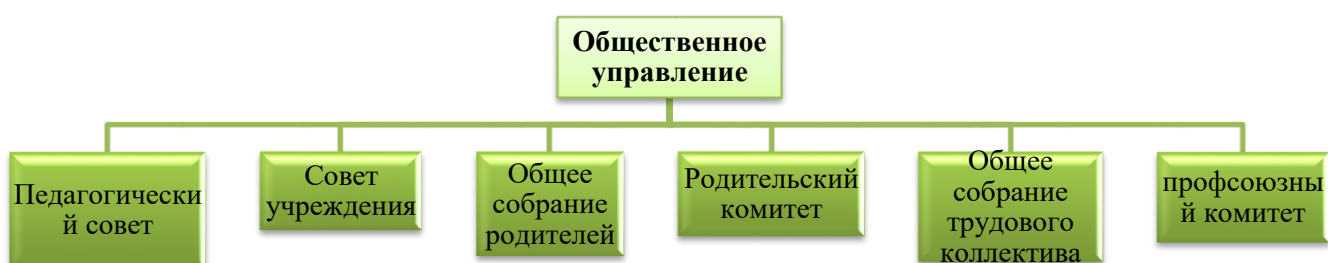 Общественное
управление
Педагогически
й совет
Совет
учреждения
Общее
собрание
родителей
Родительский
комитет
Общее
собрание
трудового
коллектива
профсоюзны
й комитет